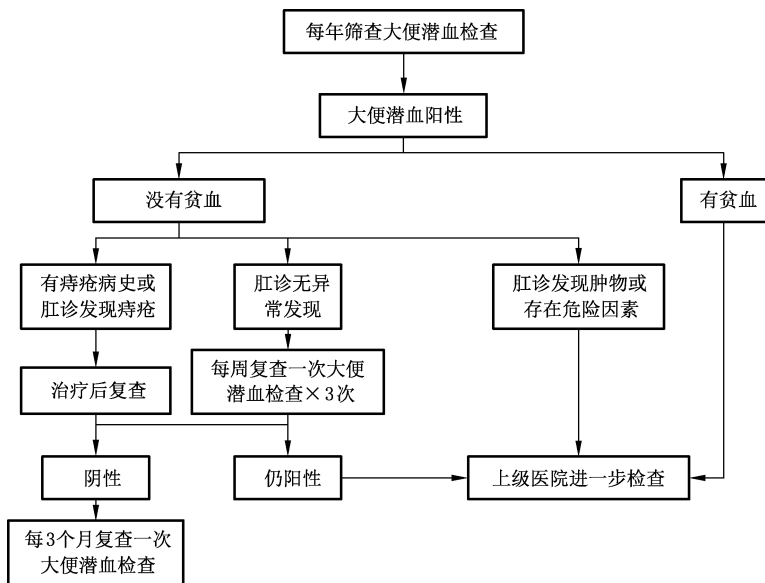 每年筛查大便潜血检查
大便潜血阳性
没有贫血
有贫血
有痔疮病史或
肛诊发现痔疮
肛诊无异
常发现
肛诊发现肿物或
存在危险因素
治疗后复查
每周复查一次大便
潜血检查×3次
阴性
仍阳性
上级医院进一步检查
每3个月复查一次
大便潜血检查